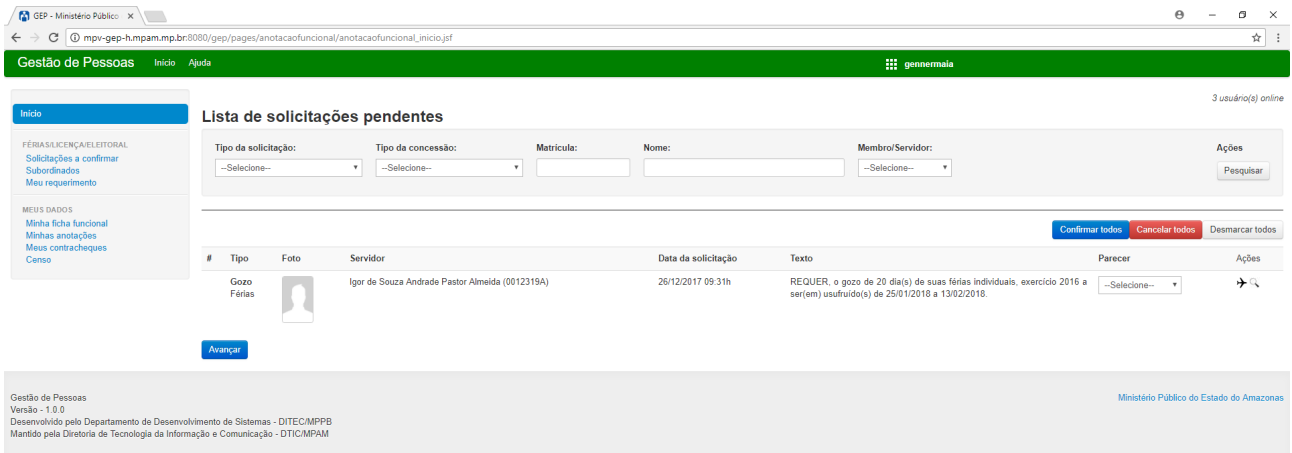 GEP - Ministério Público
mpv-gep-h.mpam.mp.br:8080/gep/pages/anotacaofuncional/anotacaofuncional_inicio.jsf
Gestão de Pessoas Início Ajuda gennermaia
3 usuário(s) online
Início
FÉRIAS/LICENÇA/ELEITORAL
Solicitações a confirmar
Subordinados
Meu requerimento
MEUS DADOS
Minha ficha funcional
Minhas anotações
Meus contracheques
Censo
Lista de solicitações pendentes
Tipo da solicitação: Tipo da concessão: Matrícula: Nome: Membro/Servidor: Ações
--Selecione-- --Selecione-- --Selecione-- Pesquisar
Confirmar todos Cancelar todos Desmarcar todos
# Tipo Foto Servidor Data da solicitação Texto Parecer Ações
Gozo Igor de Souza Andrade Pastor Almeida (0012319A) 26/12/2017 09:31h REQUER, o gozo de 20 dia(s) de suas férias individuais, exercício 2016 a --Selecione--
Férias ser(em) usufruído(s) de 25/01/2018 a 13/02/2018.
Avançar
Gestão de Pessoas Ministério Público do Estado do Amazonas
Versão - 1.0.0
Desenvolvido pelo Departamento de Desenvolvimento de Sistemas - DITEC/MPPB
Mantido pela Diretoria de Tecnologia da Informação e Comunicação - DTIC/MPAM